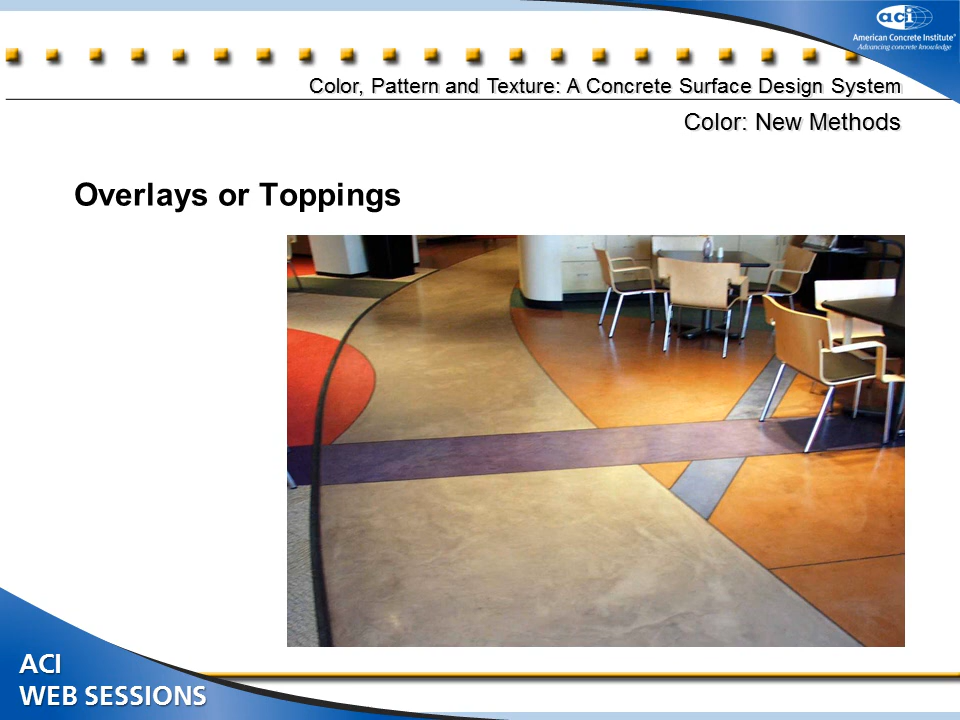 aci
American Concrete Institute®
Advancing concrete knowledge
Color, Pattern and Texture: A Concrete Surface Design System
Color: New Methods
Overlays or Toppings
ACI
WEB SESSIONS